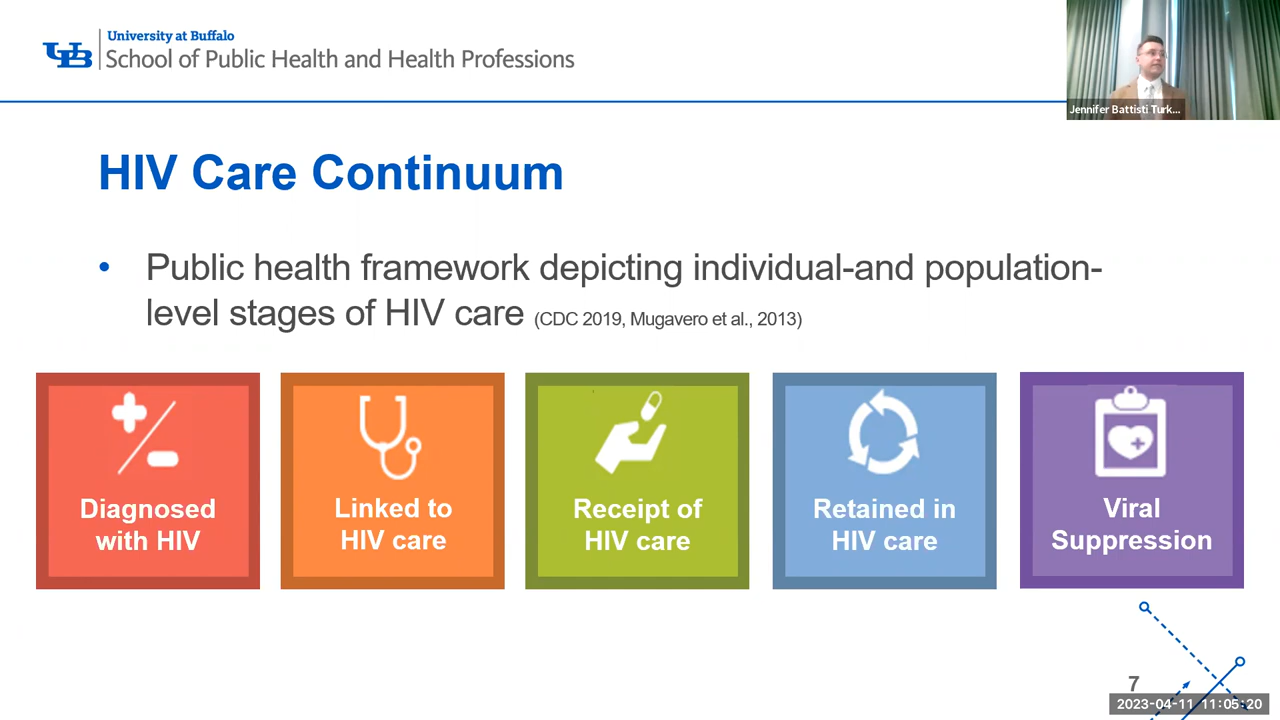 UB
University at Buffalo
School of Public Health and Health Professions
Jennifer Battisti Turk...
HIV Care Continuum
• Public health framework depicting individual-and population-
level stages of HIV care (CDC 2019, Mugavero et al., 2013)
Diagnosed
with HIV
Linked to
HIV care
Receipt of
HIV care
Retained in
HIV care
Viral
Suppression
7
2023-04-11 11:05:20